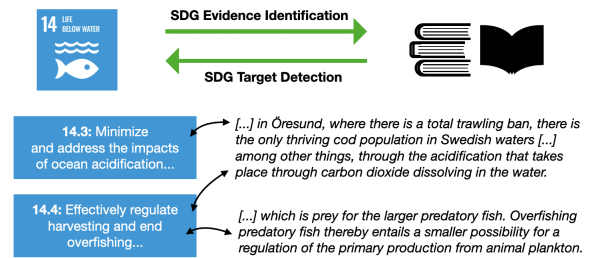 14 LIFE
BELOW WATER
SDG Evidence Identification
SDG Target Detection
14.3: Minimize
and address the impacts
of ocean acidification...
[...] in Öresund, where there is a total trawling ban, there is
the only thriving cod population in Swedish waters [...]
among other things, through the acidification that takes
place through carbon dioxide dissolving in the water.
14.4: Effectively regulate
harvesting and end
overfishing...
[...] which is prey for the larger predatory fish. Overfishing
predatory fish thereby entails a smaller possibility for a
regulation of the primary production from animal plankton.